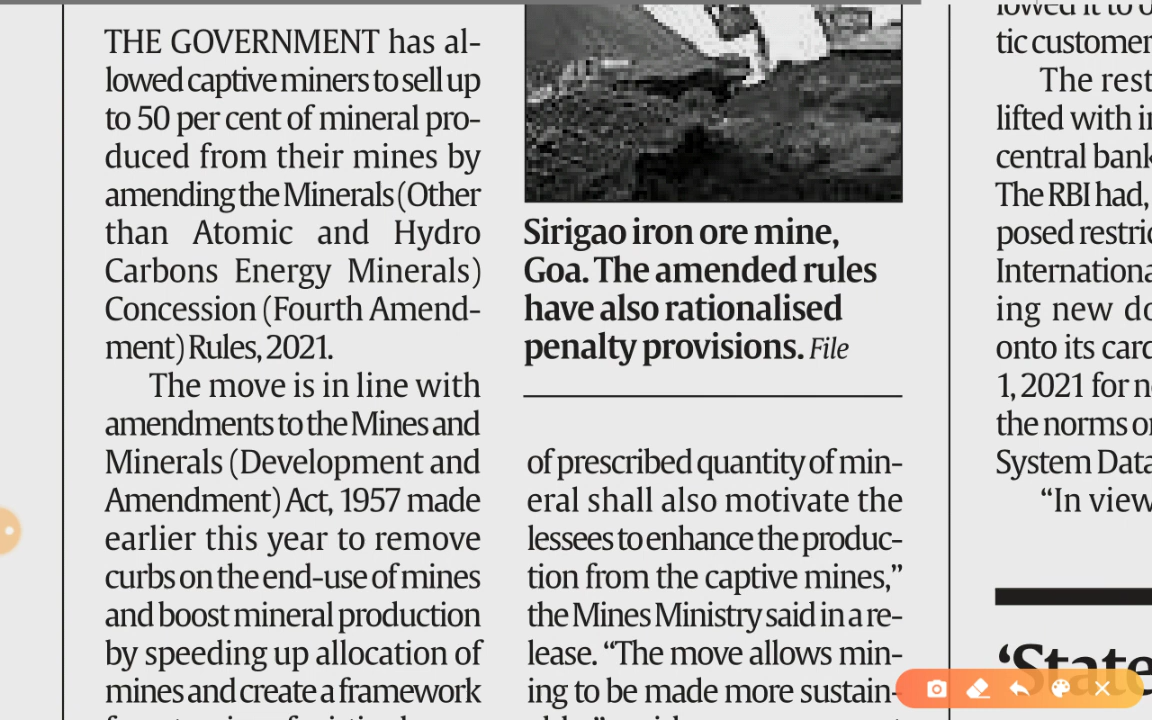 THE GOVERNMENT has al-
lowed captive miners to sell up
to 50 per cent of mineral pro-
duced from their mines by
amending the Minerals (Other
than Atomic and Hydro
Carbons Energy Minerals)
Concession (Fourth Amend-
ment) Rules, 2021.
The move is in line with
amendments to the Mines and
Minerals (Development and
Amendment) Act, 1957 made
earlier this year to remove
curbs on the end-use of mines
and boost mineral production
by speeding up allocation of
mines and create a framework
Sirigao iron ore mine,
Goa. The amended rules
have also rationalised
penalty provisions. File
of prescribed quantity of min-
eral shall also motivate the
lessees to enhance the produc-
tion from the captive mines,”
the Mines Ministry said in a re-
lease. “The move allows min-
ing to be made more sustain-
lowed it to
tic customer
The rest
lifted with
central bank
The RBI had,
posed restric
Internationa
ing new do
onto its card
1, 2021 for
the norms
System Data
“In view
‘State